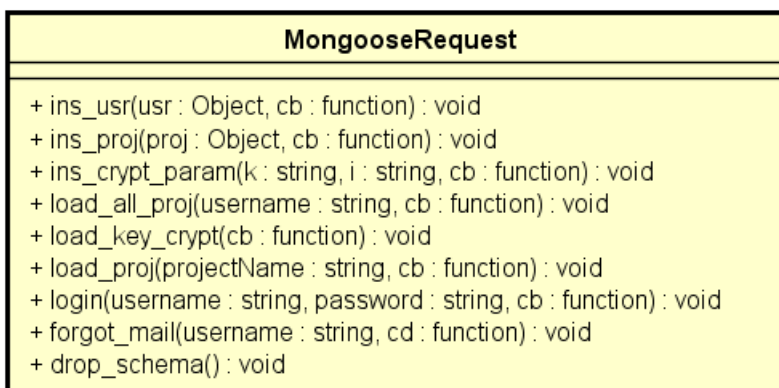 MongooseRequest
+ ins_usr(usr : Object, cb : function) : void
+ ins_proj(proj : Object, cb : function) : void
+ ins_crypt_param(k : string, i : string, cb : function) : void
+ load_all_proj(username : string, cb : function) : void
+ load_key_crypt(cb : function) : void
+ load_proj(projectName : string, cb : function) : void
+ login(username : string, password : string, cb : function) : void
+ forgot_mail(username : string, cd : function) : void
+ drop_schema() : void